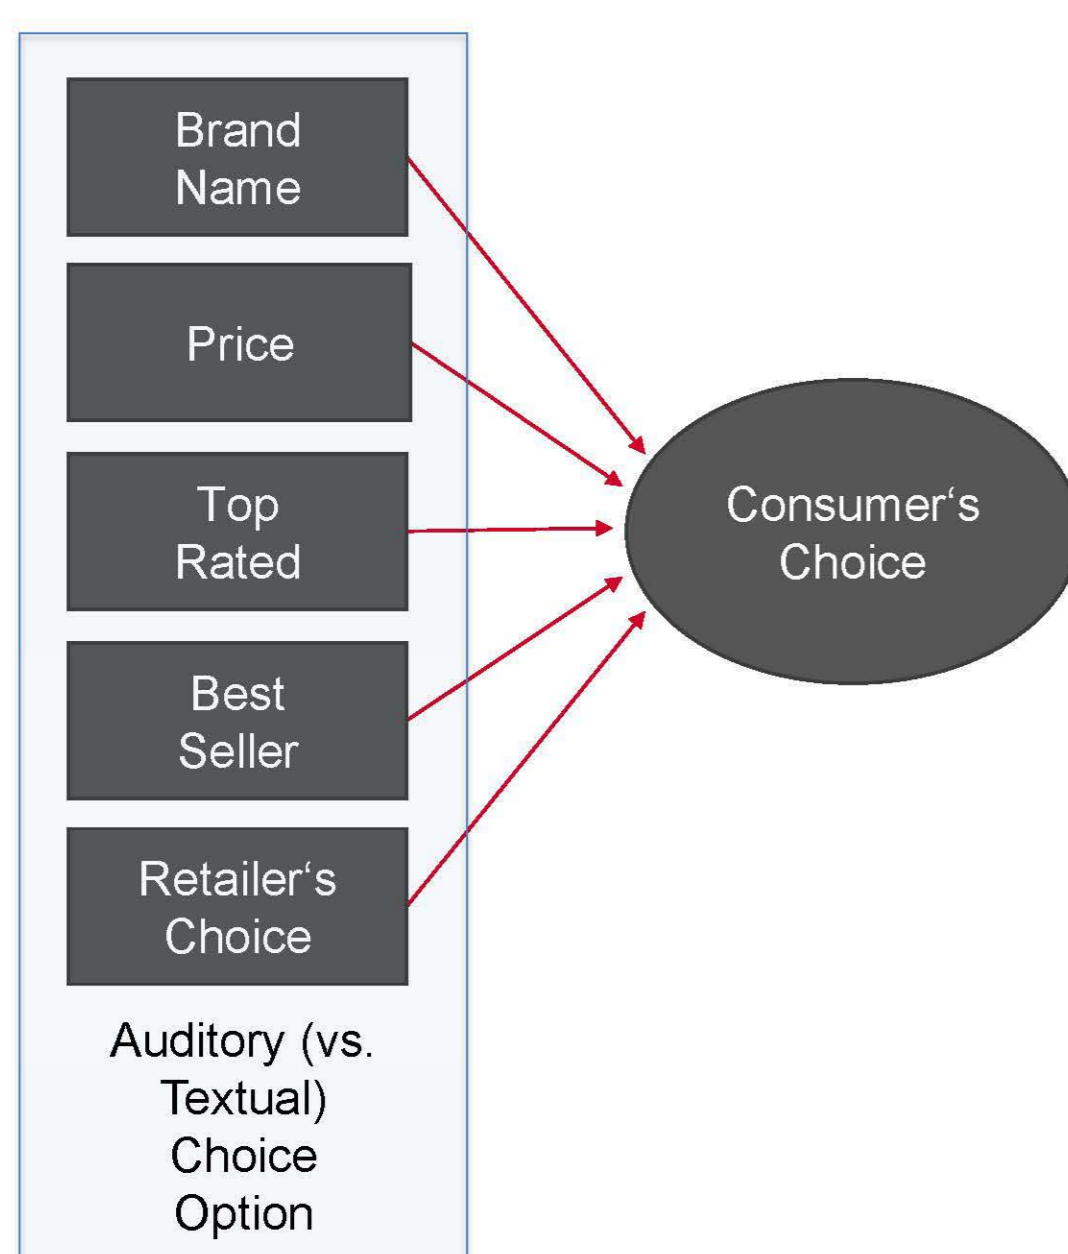 Brand
Name
Price
Top
Rated
Best
Seller
Retailer‘s
Choice
Auditory (vs.
Textual)
Choice
Option
Consumer‘s
Choice